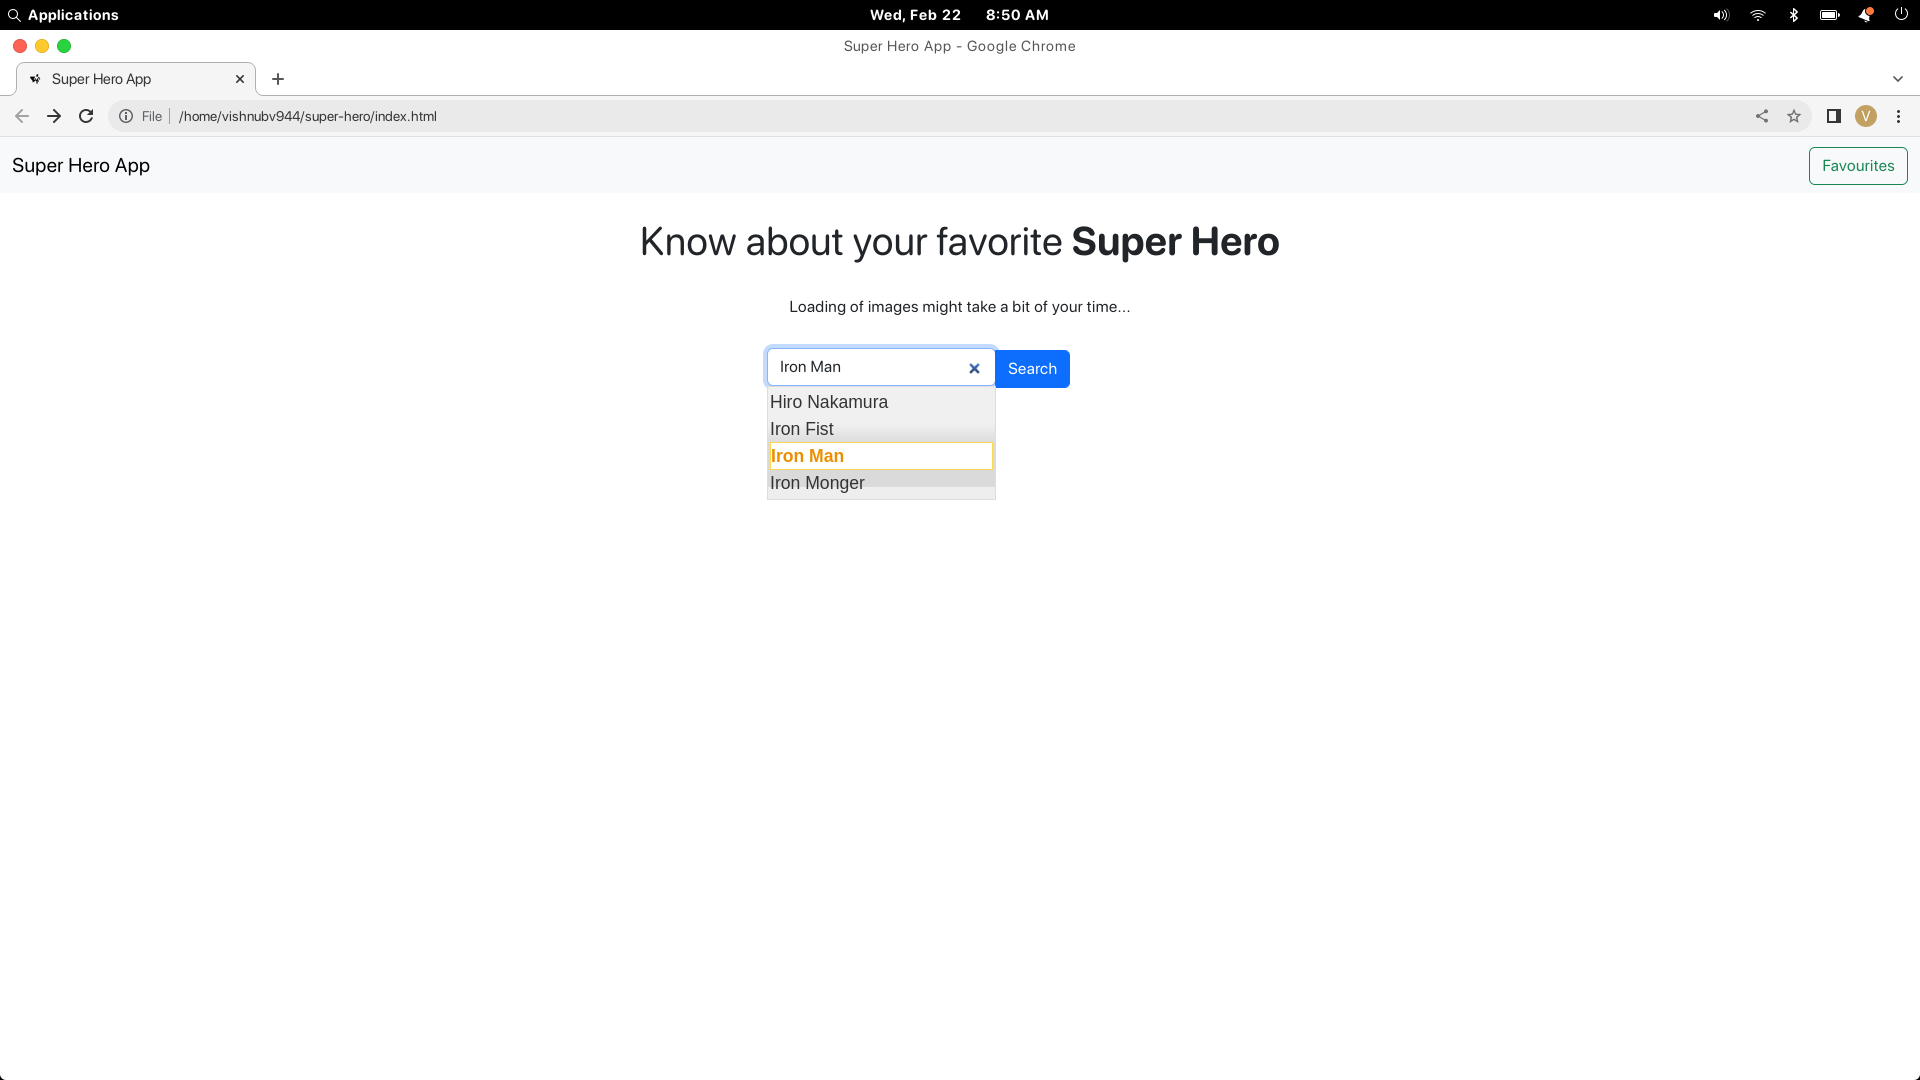 Applications
Wed, Feb 22 8:50 AM
Super Hero App - Google Chrome
Super Hero App
File /home/vishnubv944/super-hero/index.html
V
Super Hero App
Favourites
Know about your favorite Super Hero
Loading of images might take a bit of your time...
Iron Man
Search
Hiro Nakamura
Iron Fist
Iron Man
Iron Monger